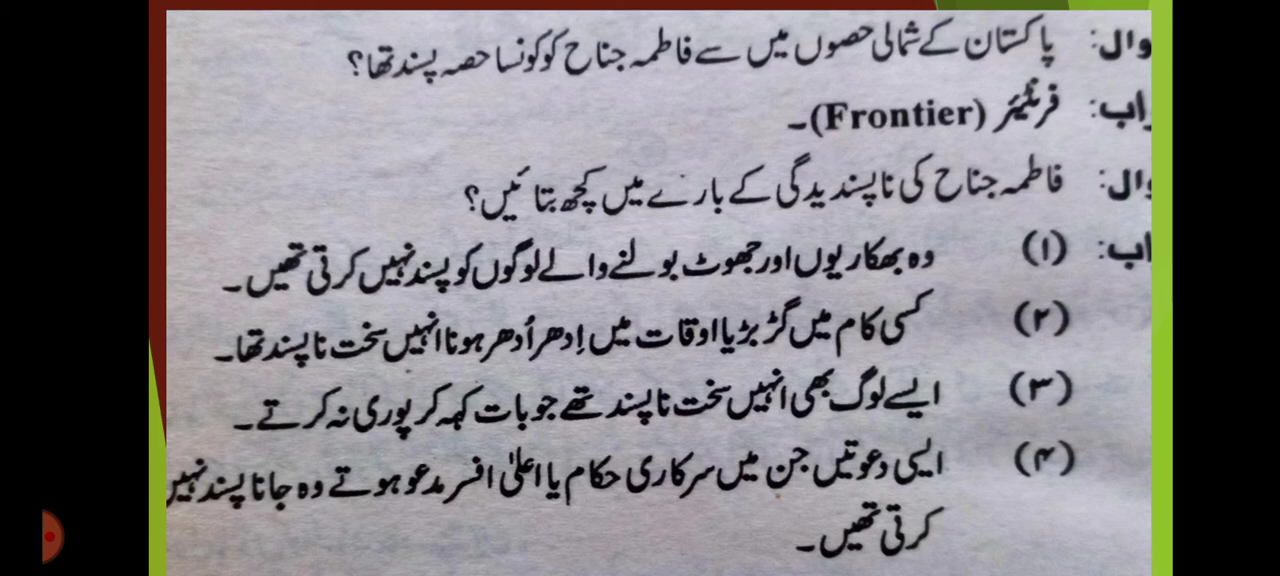 وال: پاکستان کے شمالی حصوں میں سے فاطمہ جناح کو کونسا حصہ پسند تھا؟
اب: فرنٹیئر (Frontier)۔
وال: فاطمہ جناح کی ناپسندیدگی کے بارے میں کچھ بتائیں؟
اب: (۱) وہ بھکاریوں اور جھوٹ بولنے والے لوگوں کو پسند نہیں کرتی تھیں۔
(۲) کسی کام میں گڑبڑ یا اوقات میں اِدھر اُدھر ہونا انہیں سخت ناپسند تھا۔
(۳) ایسے لوگ بھی انہیں سخت ناپسند تھے جو بات کہہ کر پوری نہ کرتے۔
(۴) ایسی دعوتیں جن میں سرکاری حکام یا اعلیٰ افسر مدعو ہوتے وہ جانا پسند نہیں
کرتی تھیں۔